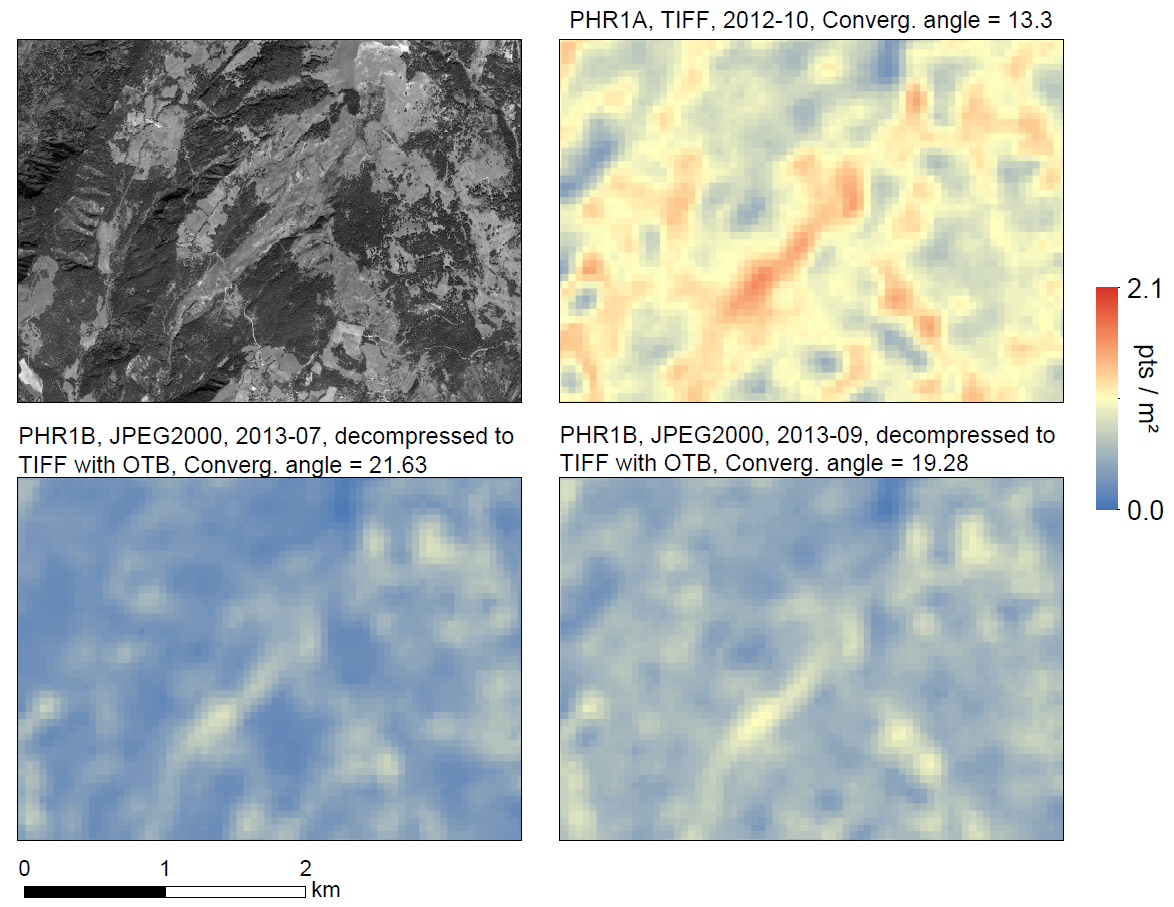 PHR1A, TIFF, 2012-10, Converg. angle = 13.3
2.1
pts / m²
0.0
PHR1B, JPEG2000, 2013-07, decompressed to
TIFF with OTB, Converg. angle = 21.63
PHR1B, JPEG2000, 2013-09, decompressed to
TIFF with OTB, Converg. angle = 19.28
0 1 2
km